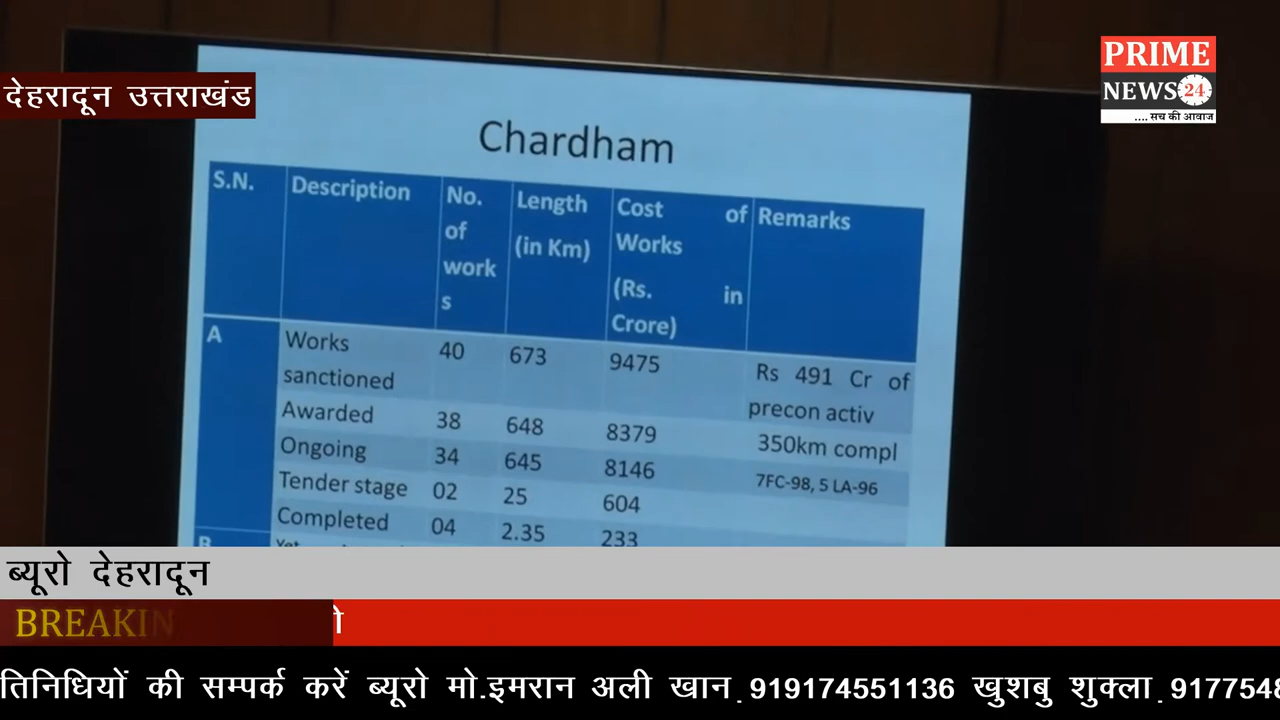 देहरादून उत्तराखंड
PRIME
NEWS 24
.... सच की आवाज
Chardham
S.N. Description No. of work s Length (in Km) Cost of Works (Rs. in Crore) Remarks
A Works sanctioned 40 673 9475 Rs 491 Cr of precon activ
Awarded 38 648 8379 350km compl
Ongoing 34 645 8146 7FC-98, 5 LA-96
Tender stage 02 25 604
Completed 04 2.35 233
B
ब्यूरो देहरादून
BREAKIN
तिनिधियों की सम्पर्क करें ब्यूरो मो.इमरान अली खान.919174551136 खुशबु शुक्ला.917754